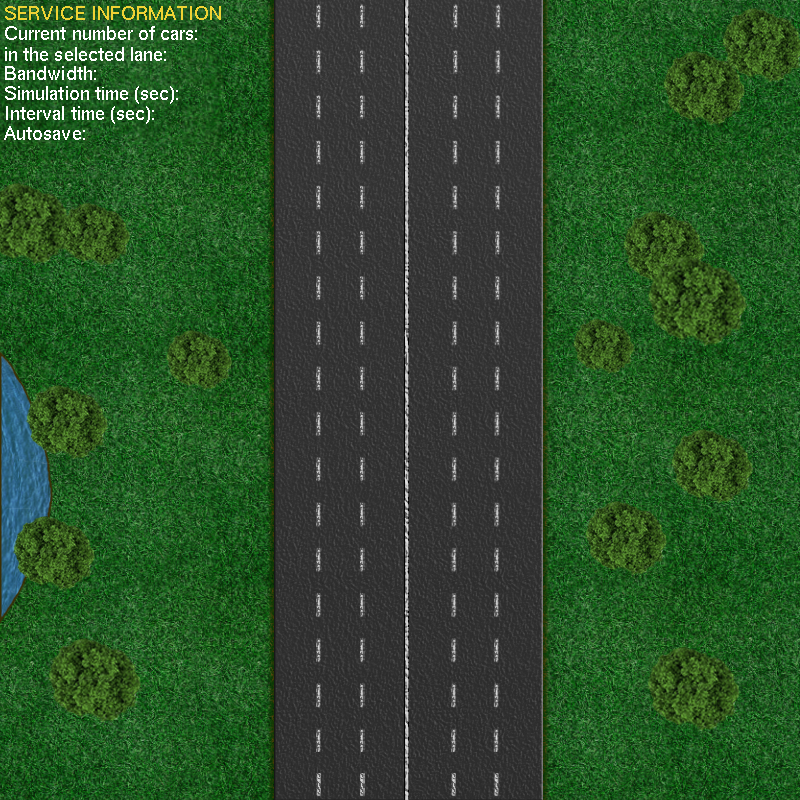 SERVICE INFORMATION
Current number of cars:
in the selected lane:
Bandwidth:
Simulation time (sec):
Interval time (sec):
Autosave: